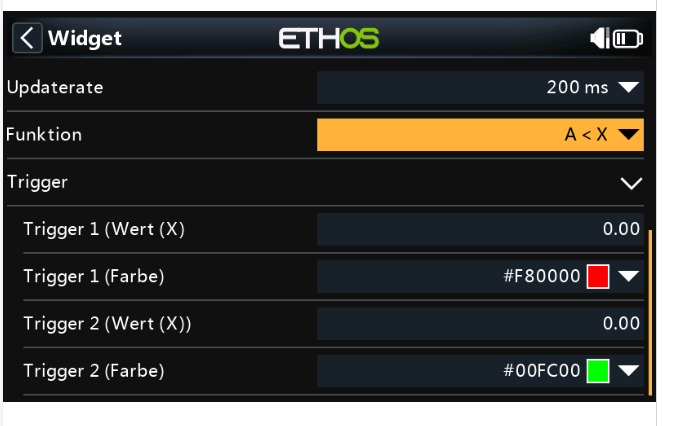 Widget ETHOS
Updaterate 200 ms
Funktion A < X
Trigger
Trigger 1 (Wert (X) 0.00
Trigger 1 (Farbe) #F80000
Trigger 2 (Wert (X)) 0.00
Trigger 2 (Farbe) #00FC00